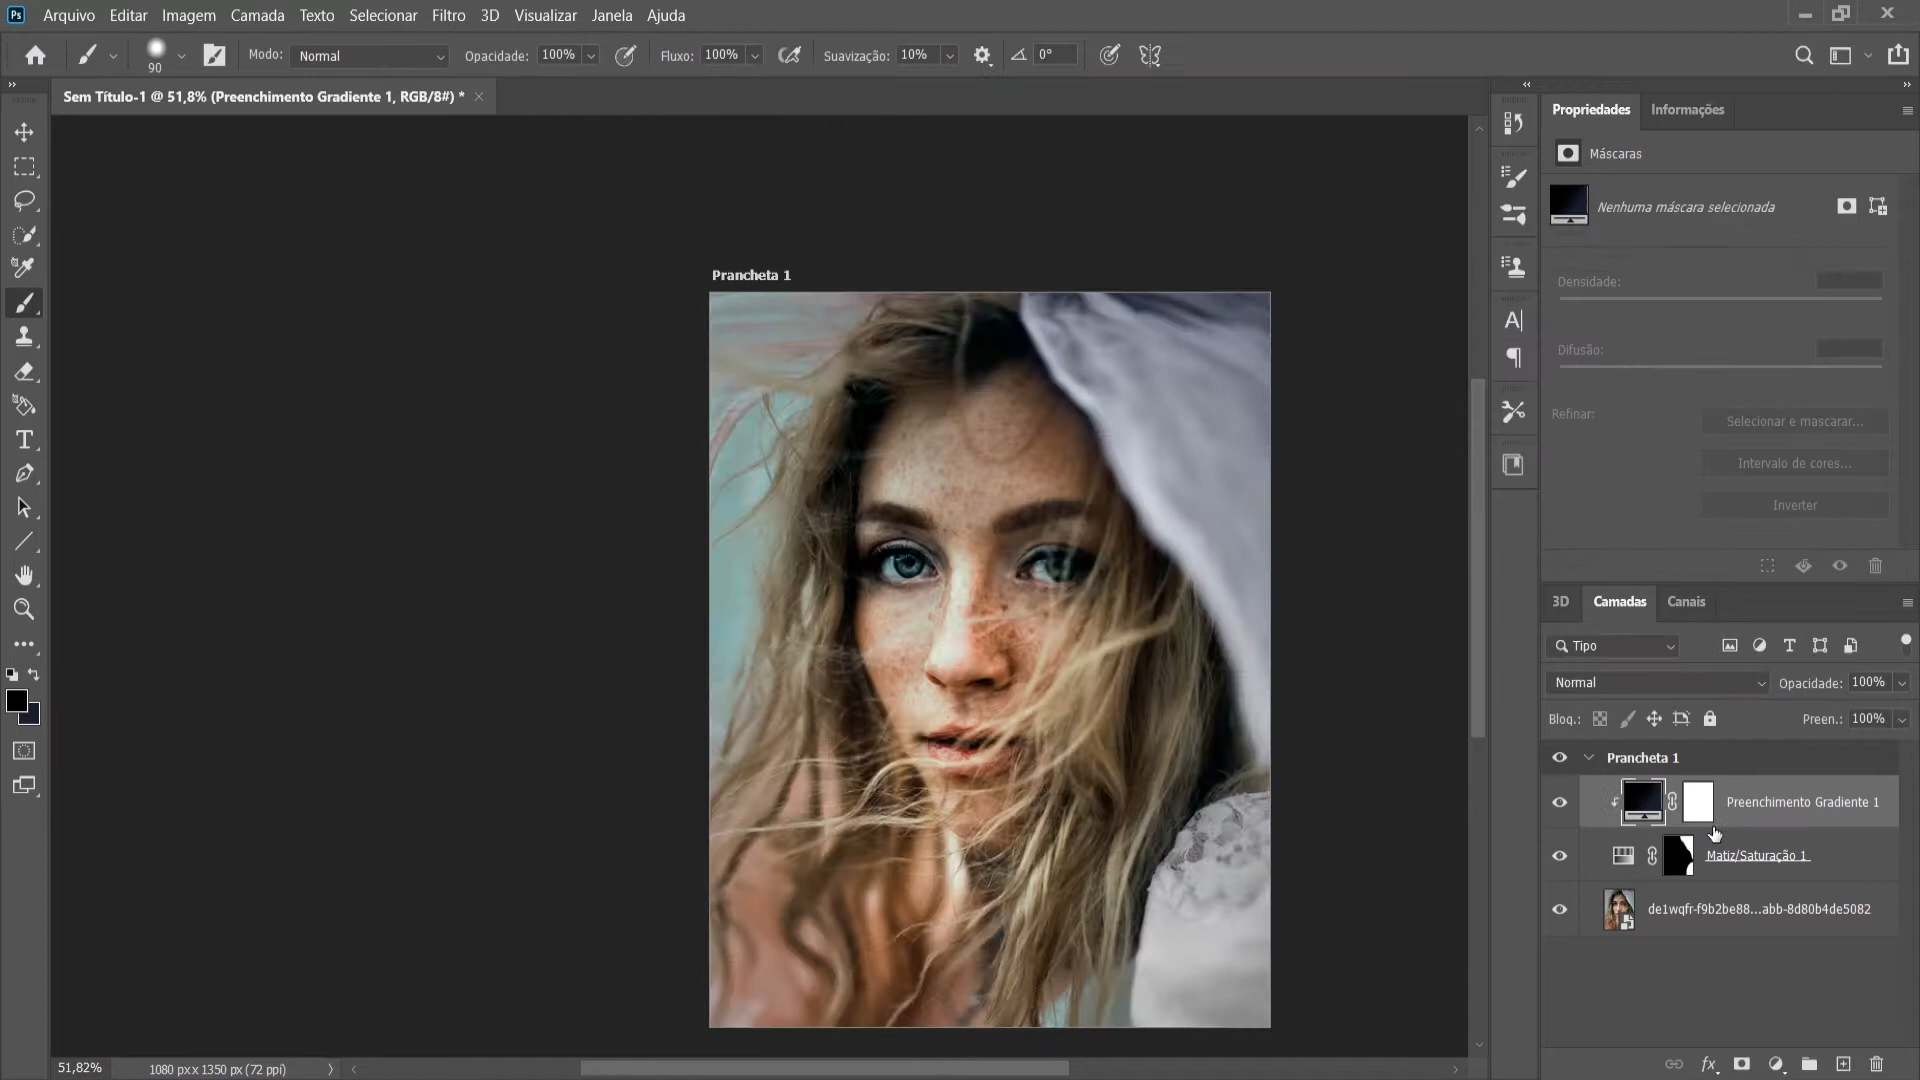 Ps Arquivo Editar Imagem Camada Texto Selecionar Filtro 3D Visualizar Janela Ajuda
90 Modo: Normal Opacidade: 100% Fluxo: 100% Suavização: 10% 0°
Sem Título-1 @ 51,8% (Preenchimento Gradiente 1, RGB/8#) *
Prancheta 1
Propriedades Informações
Máscaras
Nenhuma máscara selecionada
Densidade:
Difusão:
Refinar: Selecionar e mascarar...
Intervalo de cores...
Inverter
3D Camadas Canais
Tipo
Normal Opacidade: 100%
Bloq.: Preen.: 100%
Prancheta 1
Preenchimento Gradiente 1
Matiz/Saturação 1
de1wqfr-f9b2be88...abb-8d80b4de5082
51,82% 1080 px x 1350 px (72 ppi)